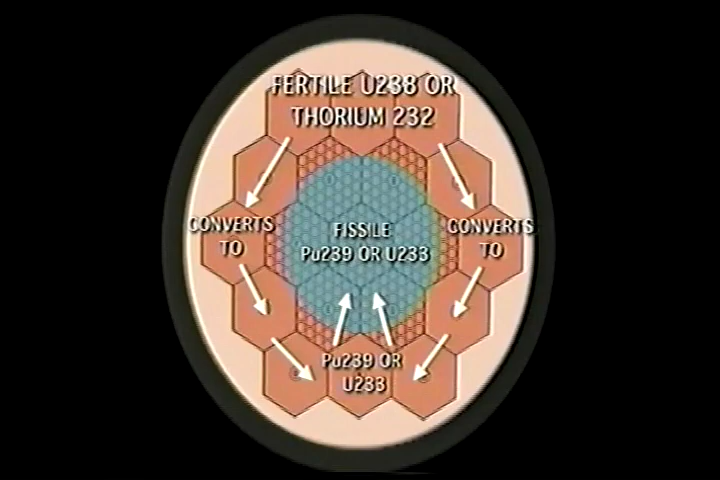 FERTILE U238 OR
THORIUM 232
CONVERTS
TO
FISSILE
Pu239 OR U233
CONVERTS
TO
Pu239 OR
U233